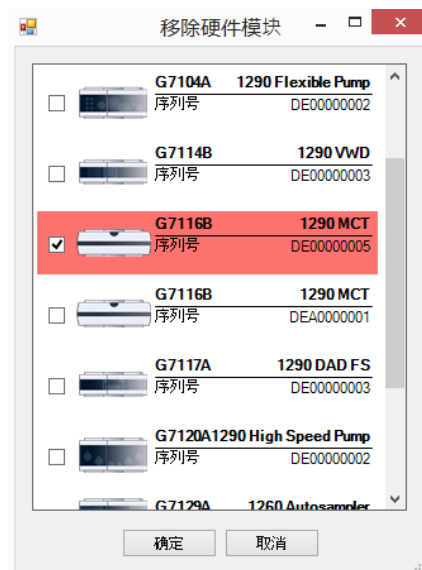 移除硬件模块
G7104A 1290 Flexible Pump
序列号 DE00000002
G7114B 1290 VWD
序列号 DE00000003
G7116B 1290 MCT
序列号 DE00000005
G7116B 1290 MCT
序列号 DEA0000001
G7117A 1290 DAD FS
序列号 DE00000003
G7120A1290 High Speed Pump
序列号 DE00000002
G7129A 1260 Autosampler
确定 取消